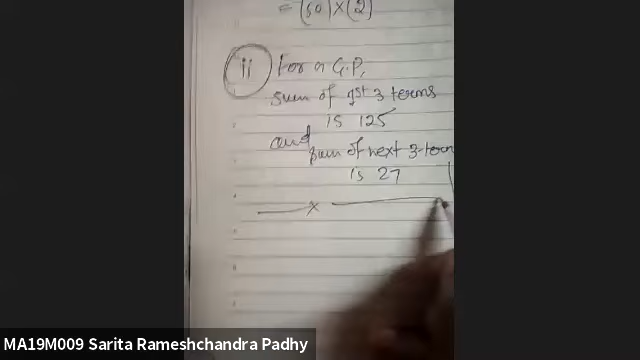 = (50) × (2)
ii For a G.P,
sum of 1st 3 terms
is 125
and
sum of next 3 term
is 27
x
MA19M009 Sarita Rameshchandra Padhy